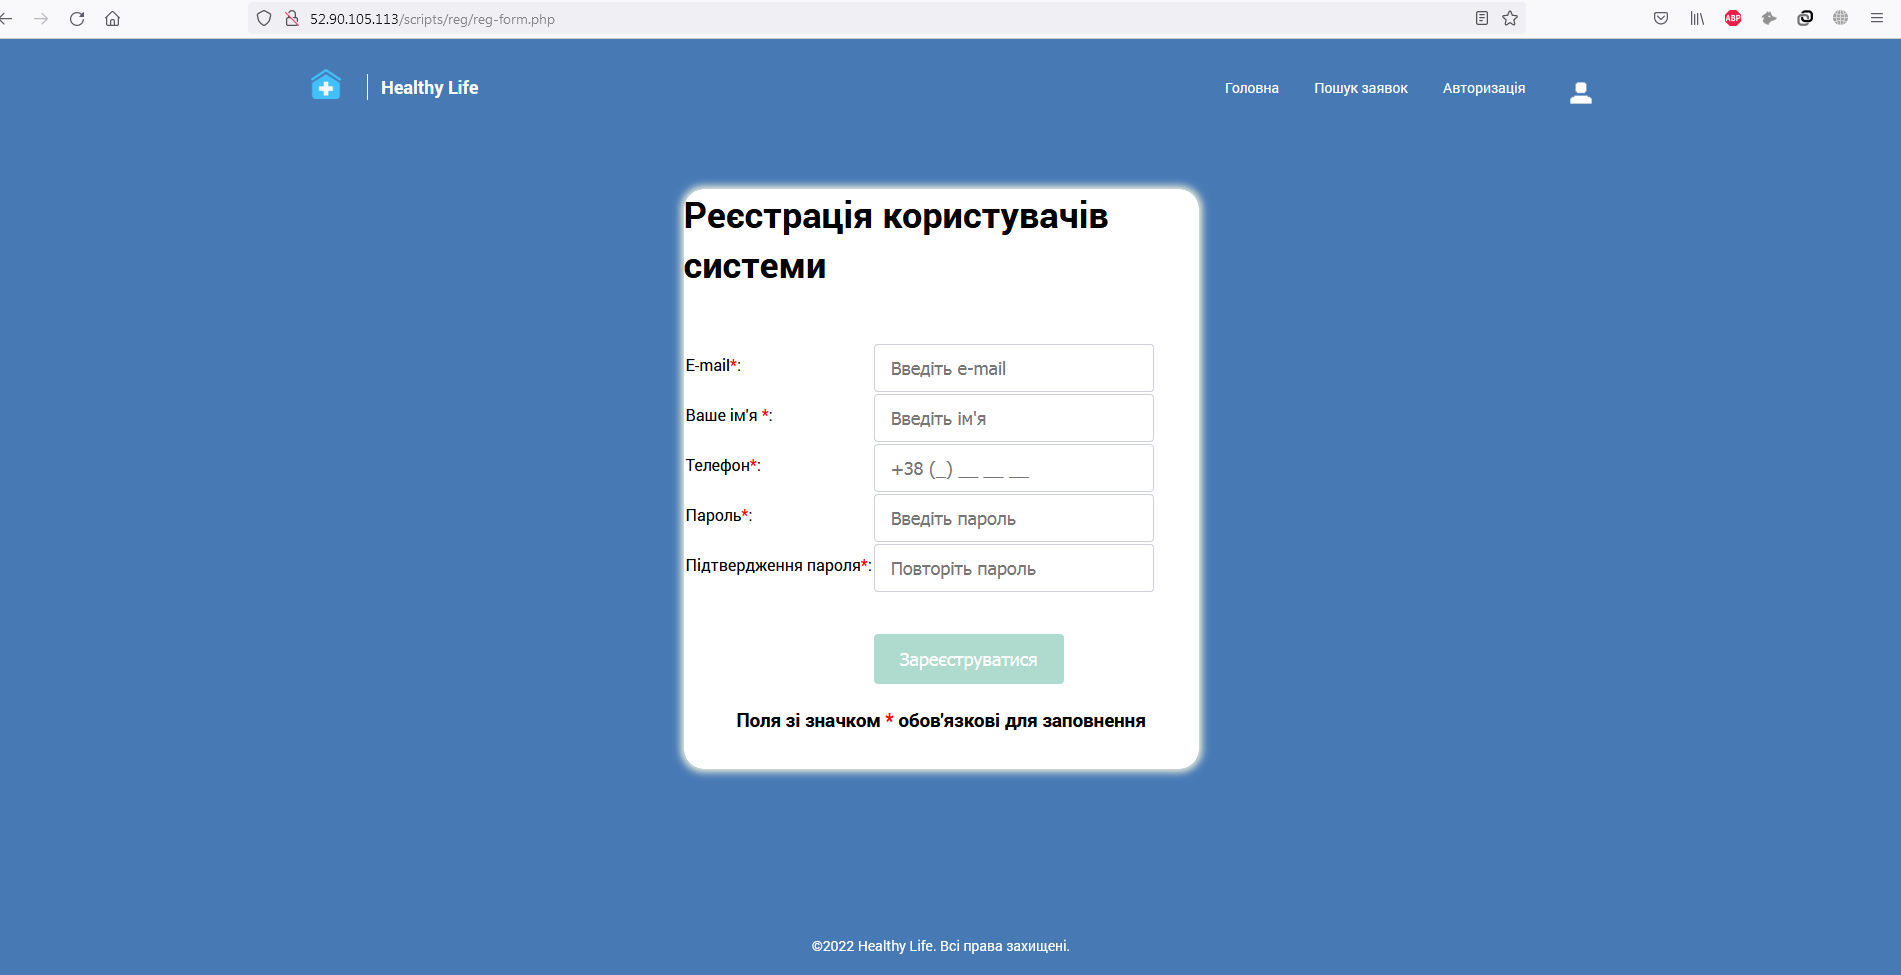 52.90.105.113/scripts/reg/reg-form.php
ABP
Healthy Life
Головна
Пошук заявок
Авторизація
Реєстрація користувачів
системи
E-mail*:
Введіть e-mail
Ваше ім'я *:
Введіть ім'я
Телефон*:
+38 (_) __ __ __
Пароль*:
Введіть пароль
Підтвердження пароля*:
Повторіть пароль
Зареєструватися
Поля зі значком * обов'язкові для заповнення
©2022 Healthy Life. Всі права захищені.